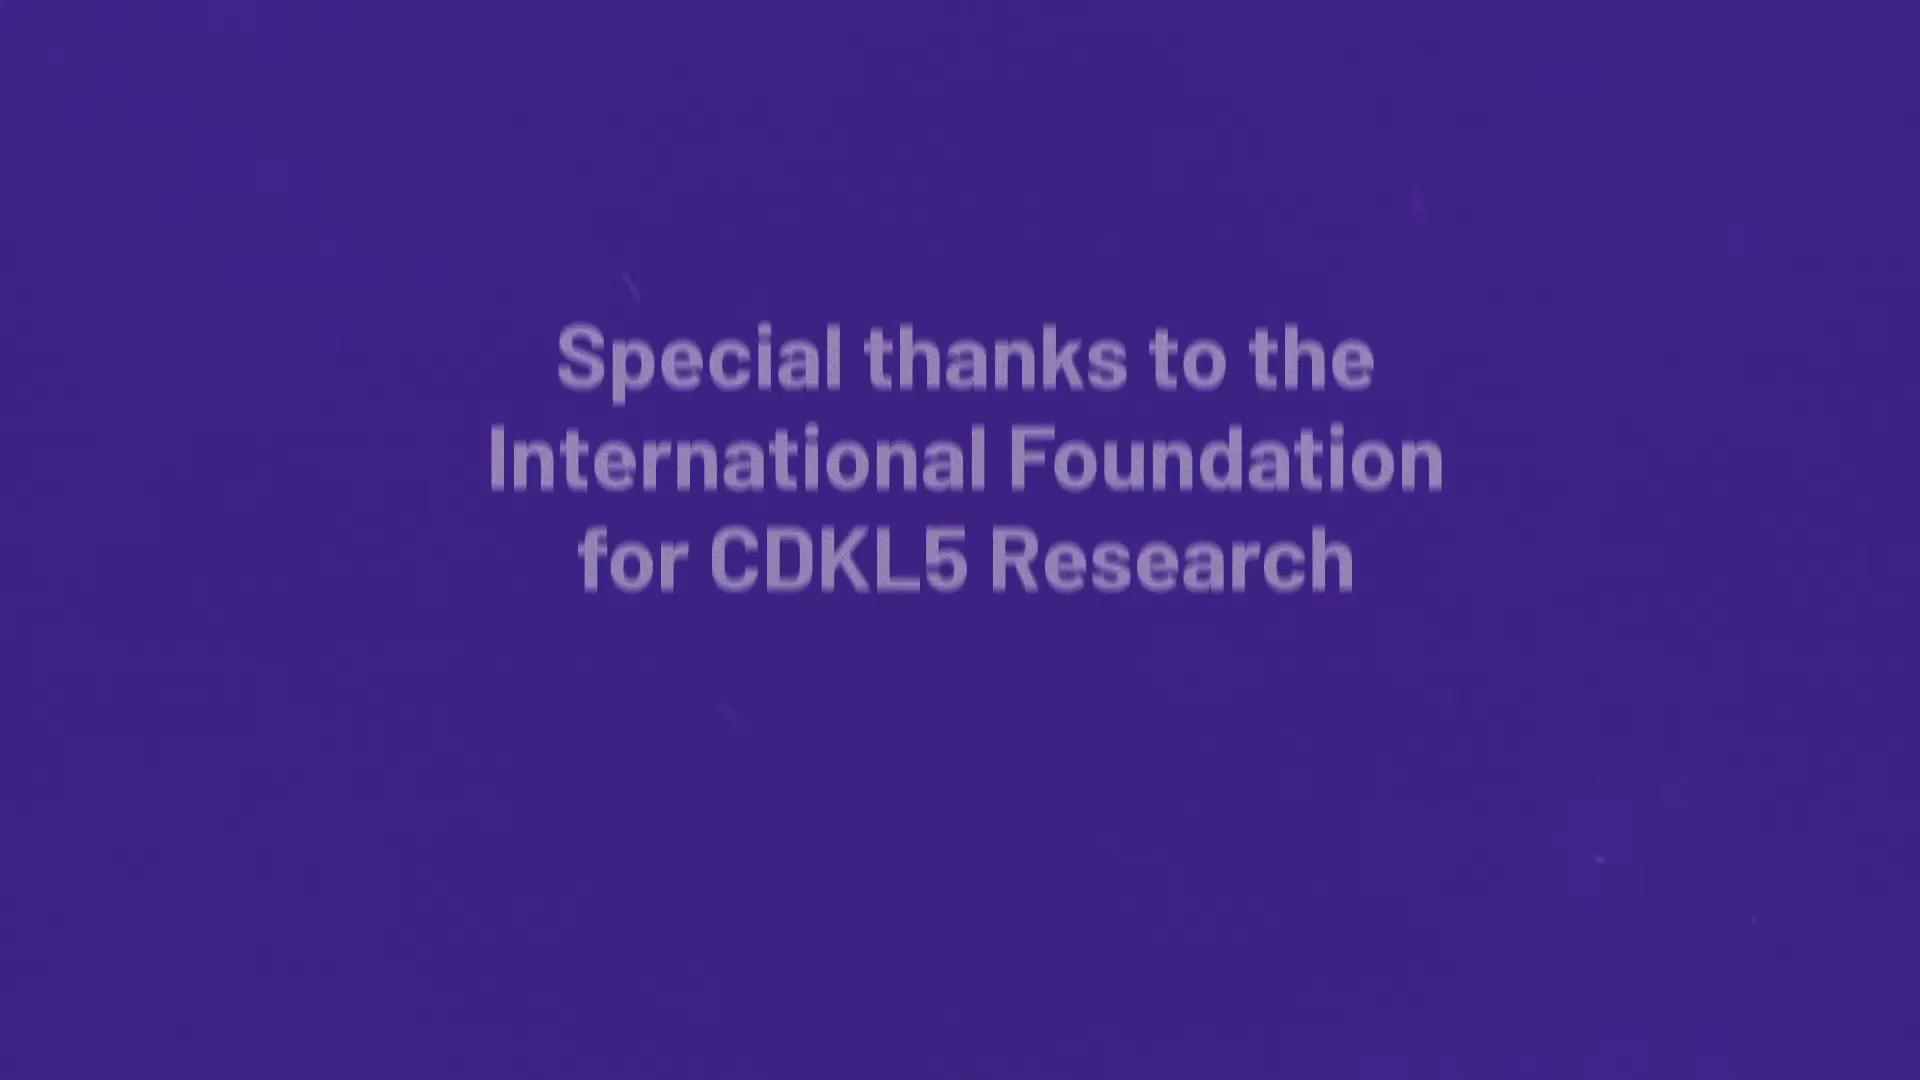 Special thanks to the
International Foundation
for CDKL5 Research